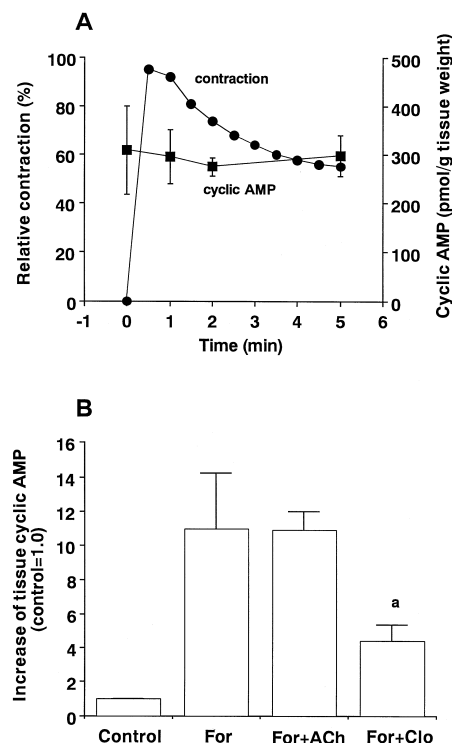 A
Relative contraction (%)
100
80
60
40
20
0
contraction
cyclic AMP
500
400
300
200
100
0
Cyclic AMP (pmol/g tissue weight)
-1 0 1 2 3 4 5 6
Time (min)
B
Increase of tissue cyclic AMP
(control=1.0)
16
14
12
10
8
6
4
2
0
a
Control For For+ACh For+Clo